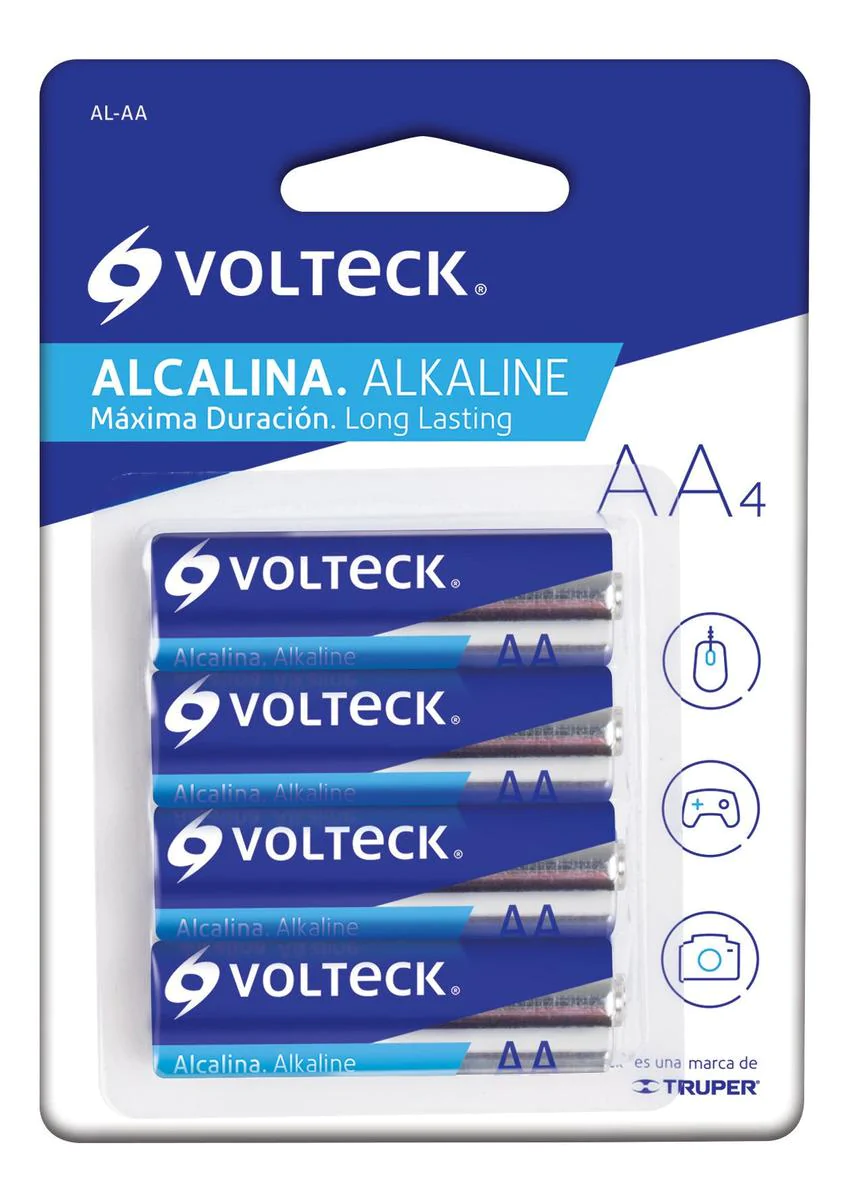 AL-AA
VOLTECK®
ALCALINA. ALKALINE
Máxima Duración. Long Lasting
AA4
VOLTECK®
Alcalina. Alkaline
AA
VOLTECK®
Alcalina. Alkaline
AA
VOLTECK®
Alcalina. Alkaline
AA
VOLTECK®
Alcalina. Alkaline
AA
es una marca de
TRUPER®